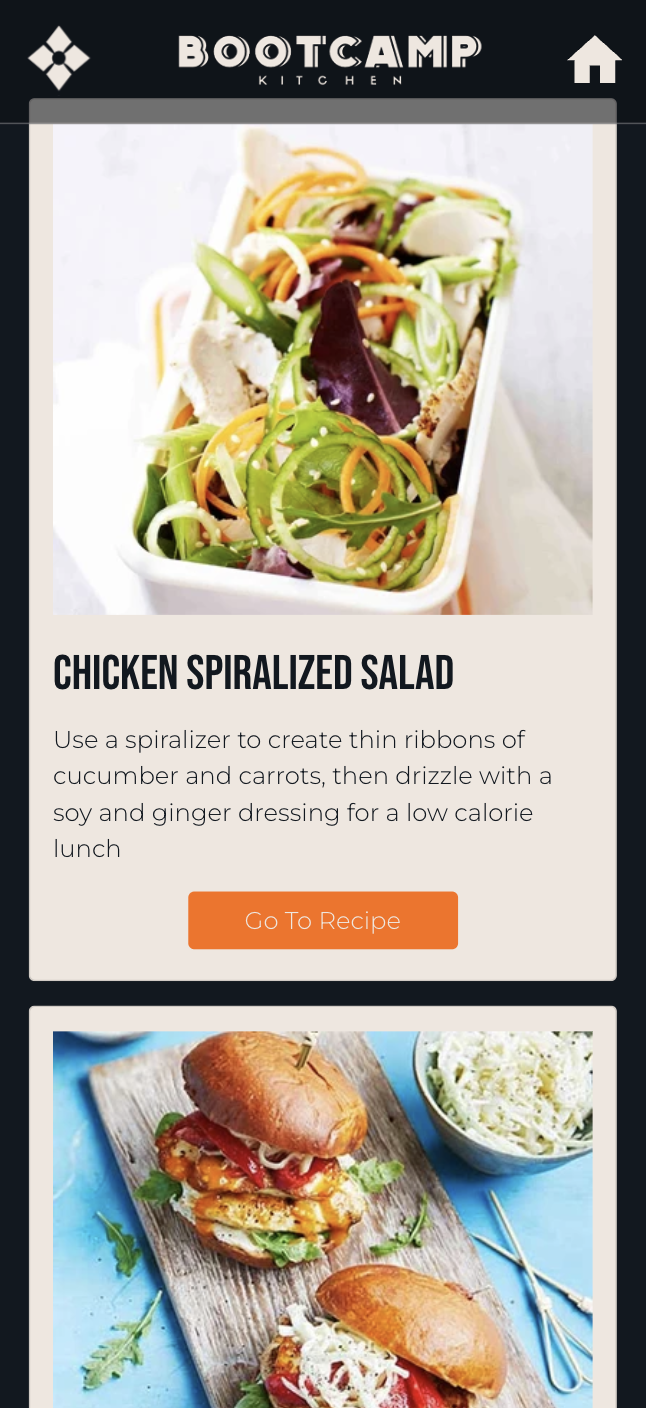 BOOTCAMP
KITCHEN
CHICKEN SPIRALIZED SALAD
Use a spiralizer to create thin ribbons of
cucumber and carrots, then drizzle with a
soy and ginger dressing for a low calorie
lunch
Go To Recipe